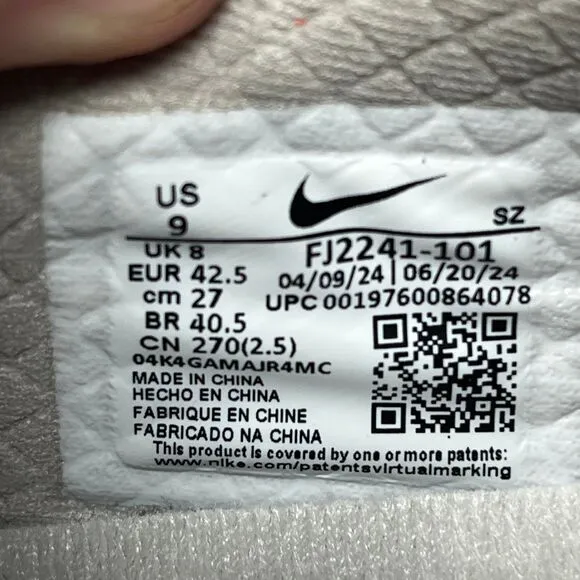 US
9
SZ
UK 8
FJ2241-101
EUR 42.5
04/09/24 | 06/20/24
cm 27
UPC 00197600864078
BR 40.5
CN 270(2.5)
04K4GAMAJR4MC
MADE IN CHINA
HECHO EN CHINA
FABRIQUE EN CHINE
FABRICADO NA CHINA
This product is covered by one or more patents:
www.nike.com/patentsvirtualmarking